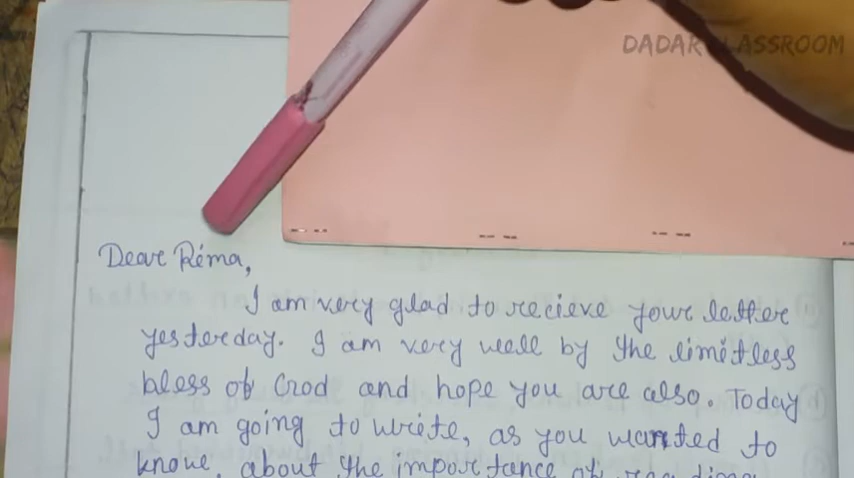 DADAR CLASSROOM
Dear Rima,
I am very glad to recieve your letter
yesterday. I am very well by the limitless
bless of God and hope you are also. Today
I am going to write, as you wanted to
know, about the importance of reading